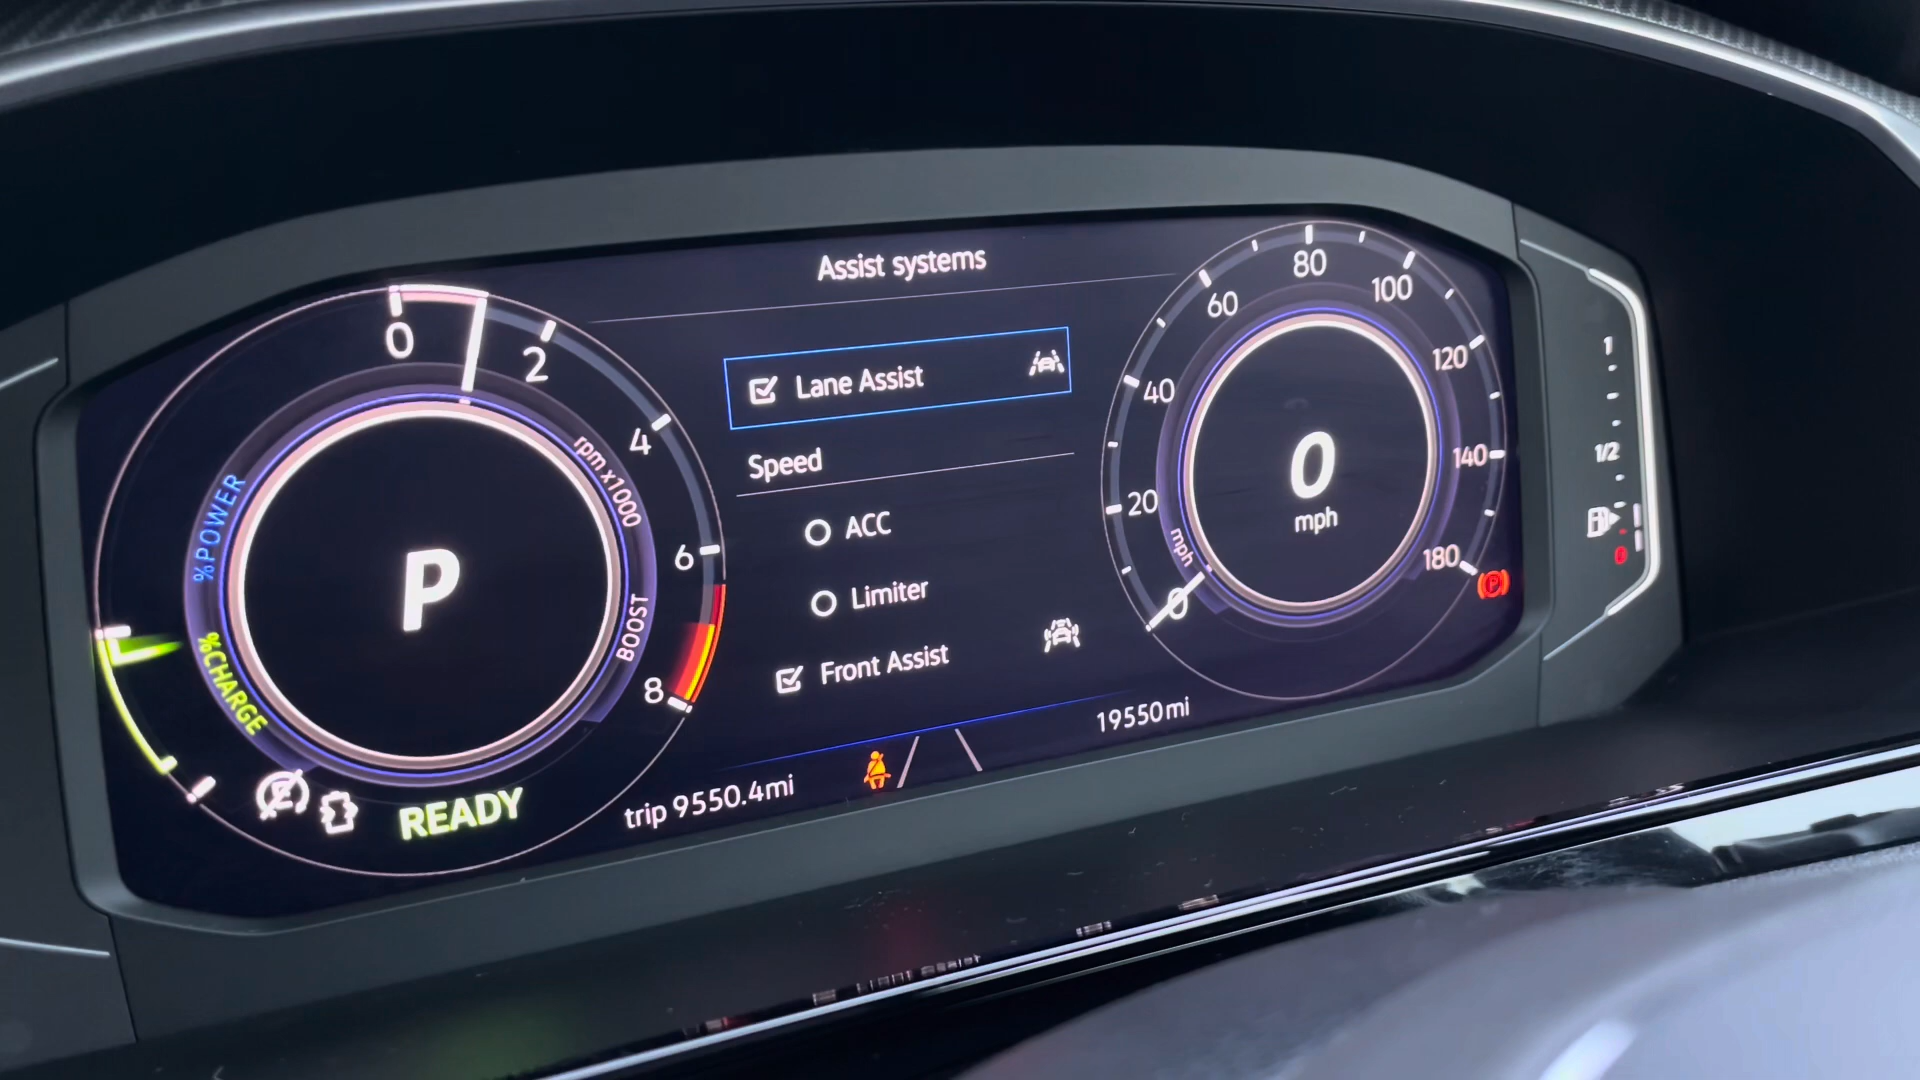 Assist systems
Lane Assist
Speed
ACC
Limiter
Front Assist
trip 9550.4mi
19550mi
0
2
4
6
8
rpm x1000
BOOST
%POWER
%CHARGE
P
READY
0
20
40
60
80
100
120
140
180
mph
0
mph
1
1/2
0
P